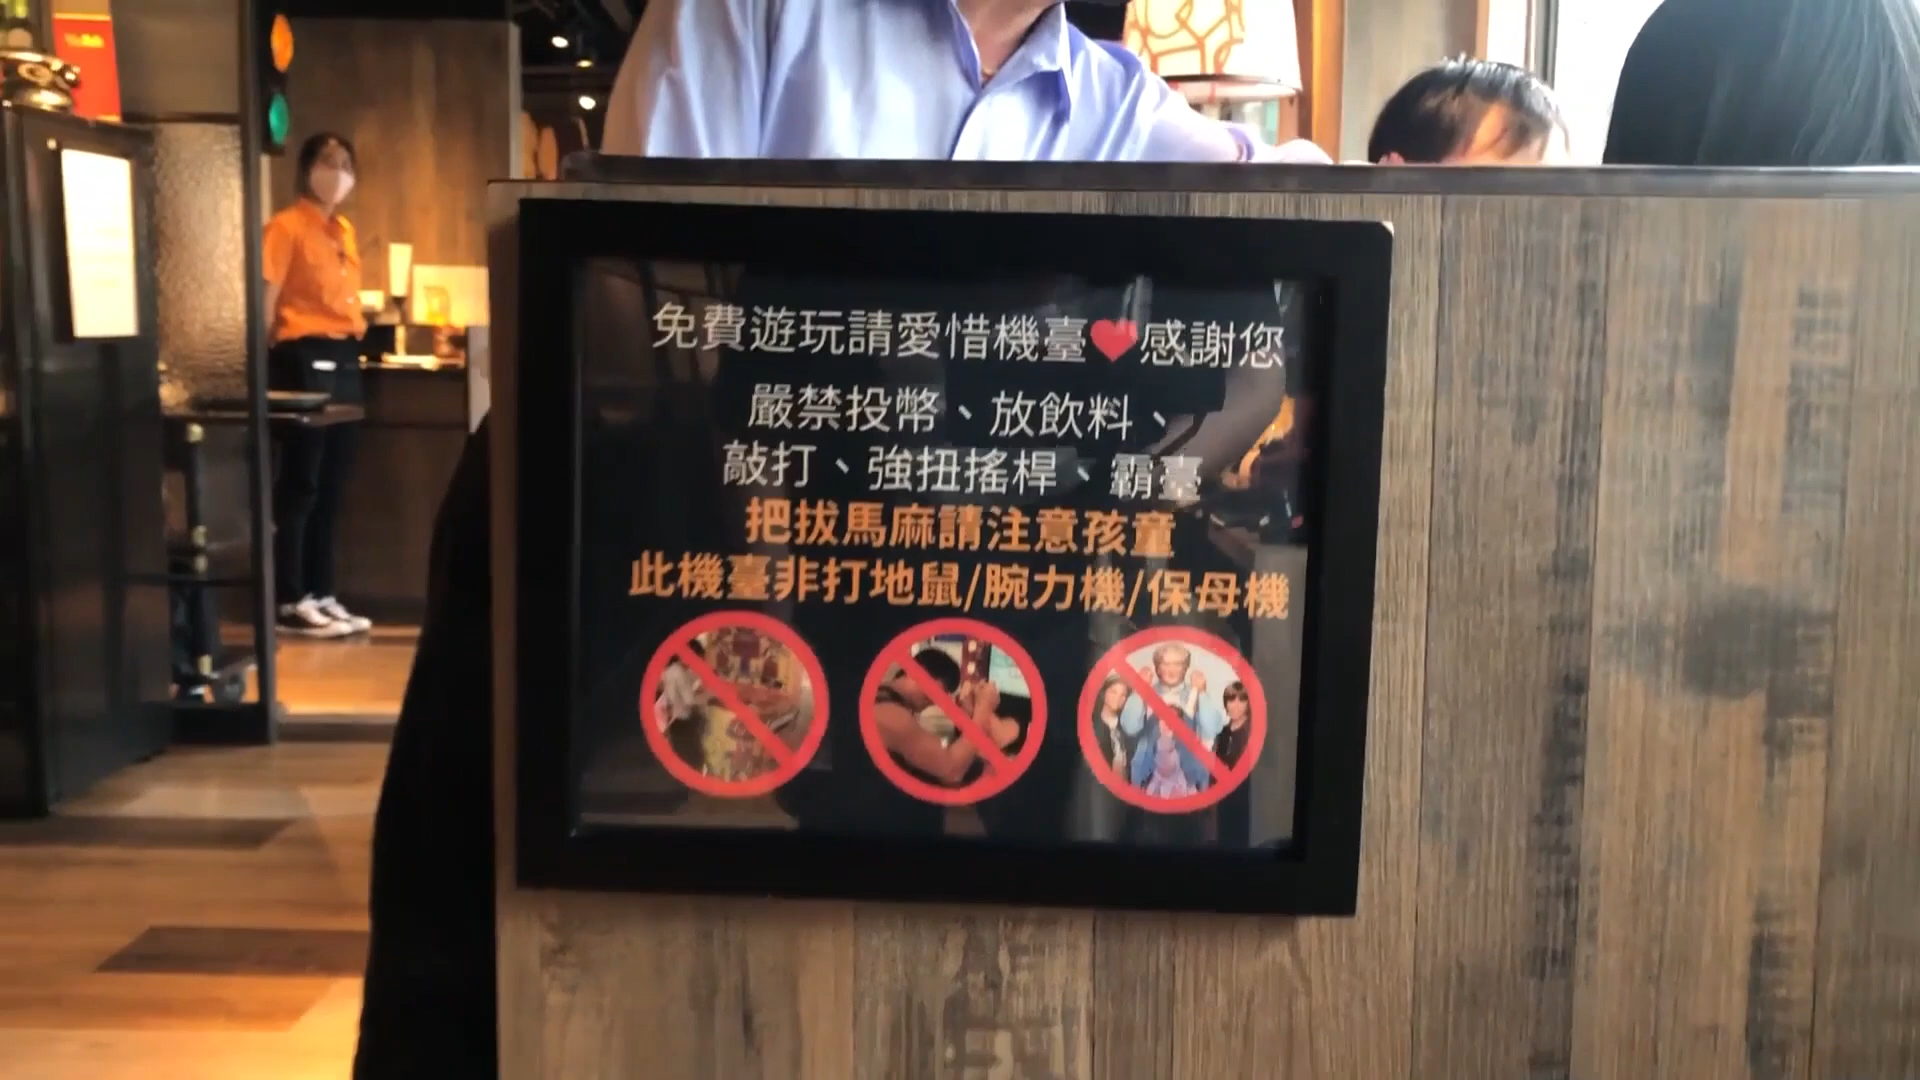 免費遊玩請愛惜機臺❤感謝您
嚴禁投幣、放飲料、
敲打、強扭搖桿、霸臺
把拔馬麻請注意孩童
此機臺非打地鼠/腕力機/保母機